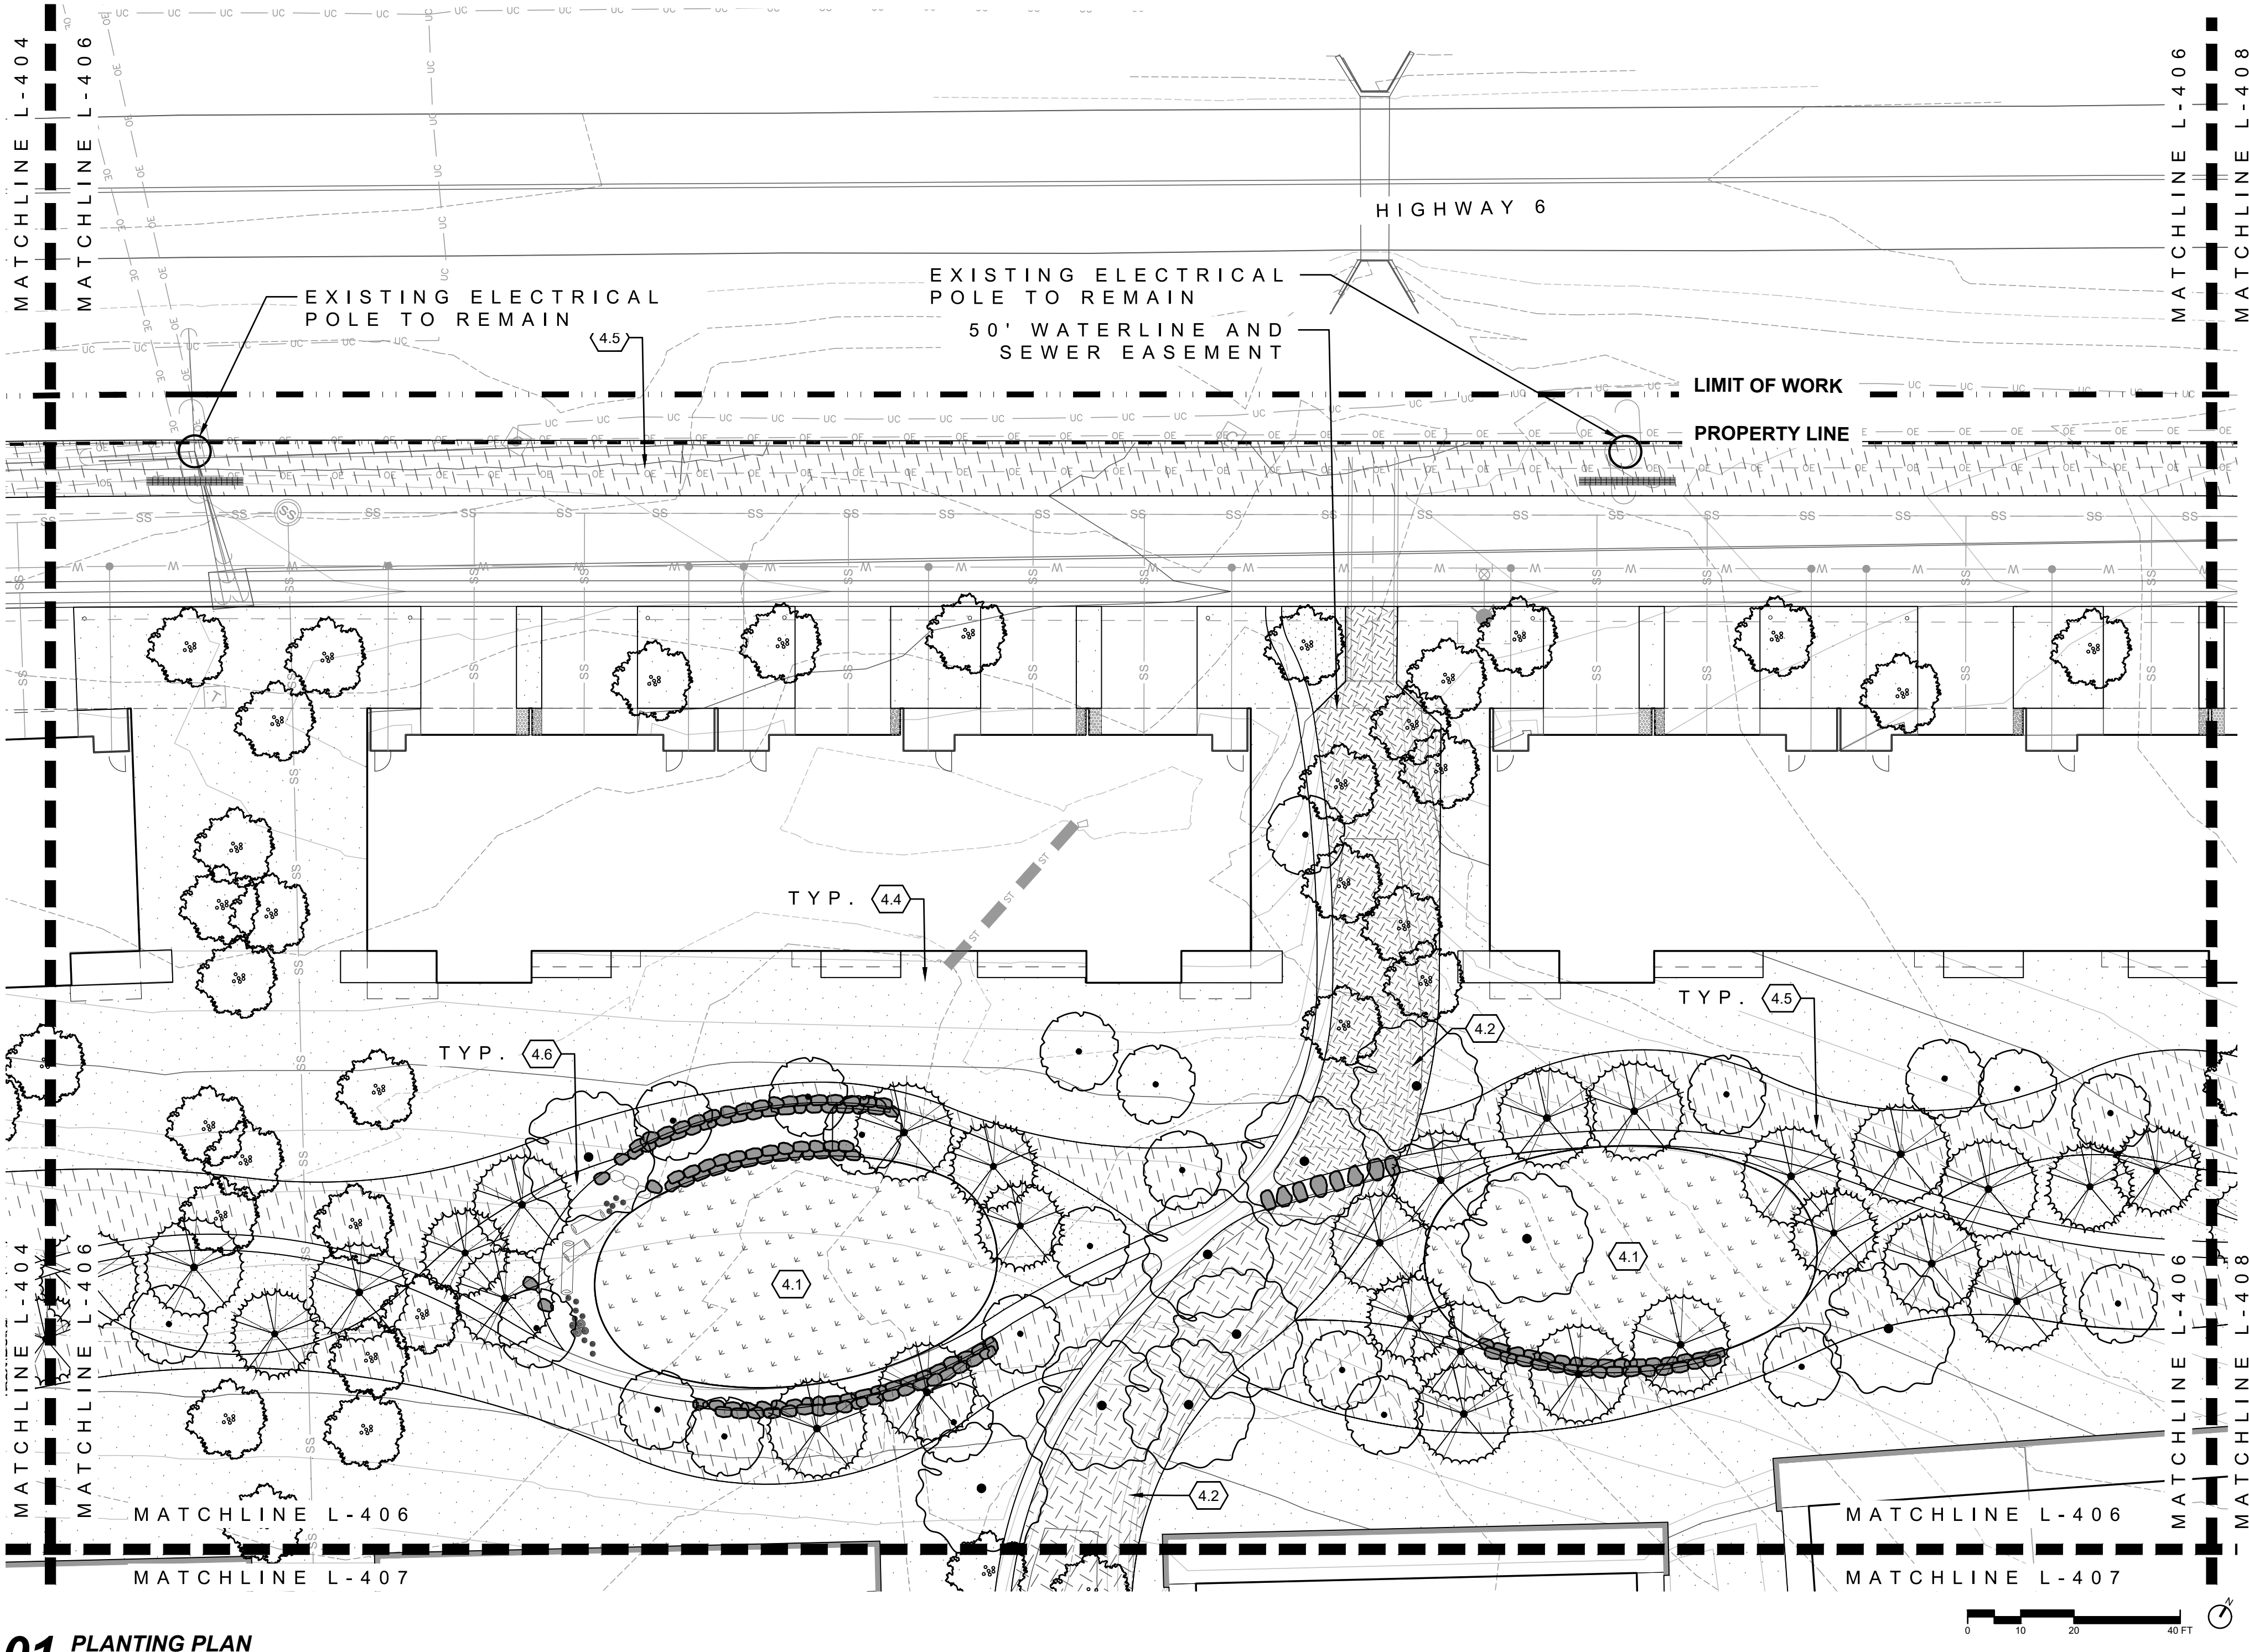 MATCHLINE L-404
MATCHLINE L-406
MATCHLINE L-406
MATCHLINE L-408
HIGHWAY 6
EXISTING ELECTRICAL
POLE TO REMAIN
4.5
EXISTING ELECTRICAL
POLE TO REMAIN
50' WATERLINE AND
SEWER EASEMENT
LIMIT OF WORK
PROPERTY LINE
TYP. 4.4
TYP. 4.5
4.2
TYP. 4.6
4.1
4.1
4.2
MATCHLINE L-404
MATCHLINE L-406
MATCHLINE L-406
MATCHLINE L-408
MATCHLINE L-406
MATCHLINE L-407
MATCHLINE L-406
MATCHLINE L-407
0 10 20 40 FT
N
01 PLANTING PLAN